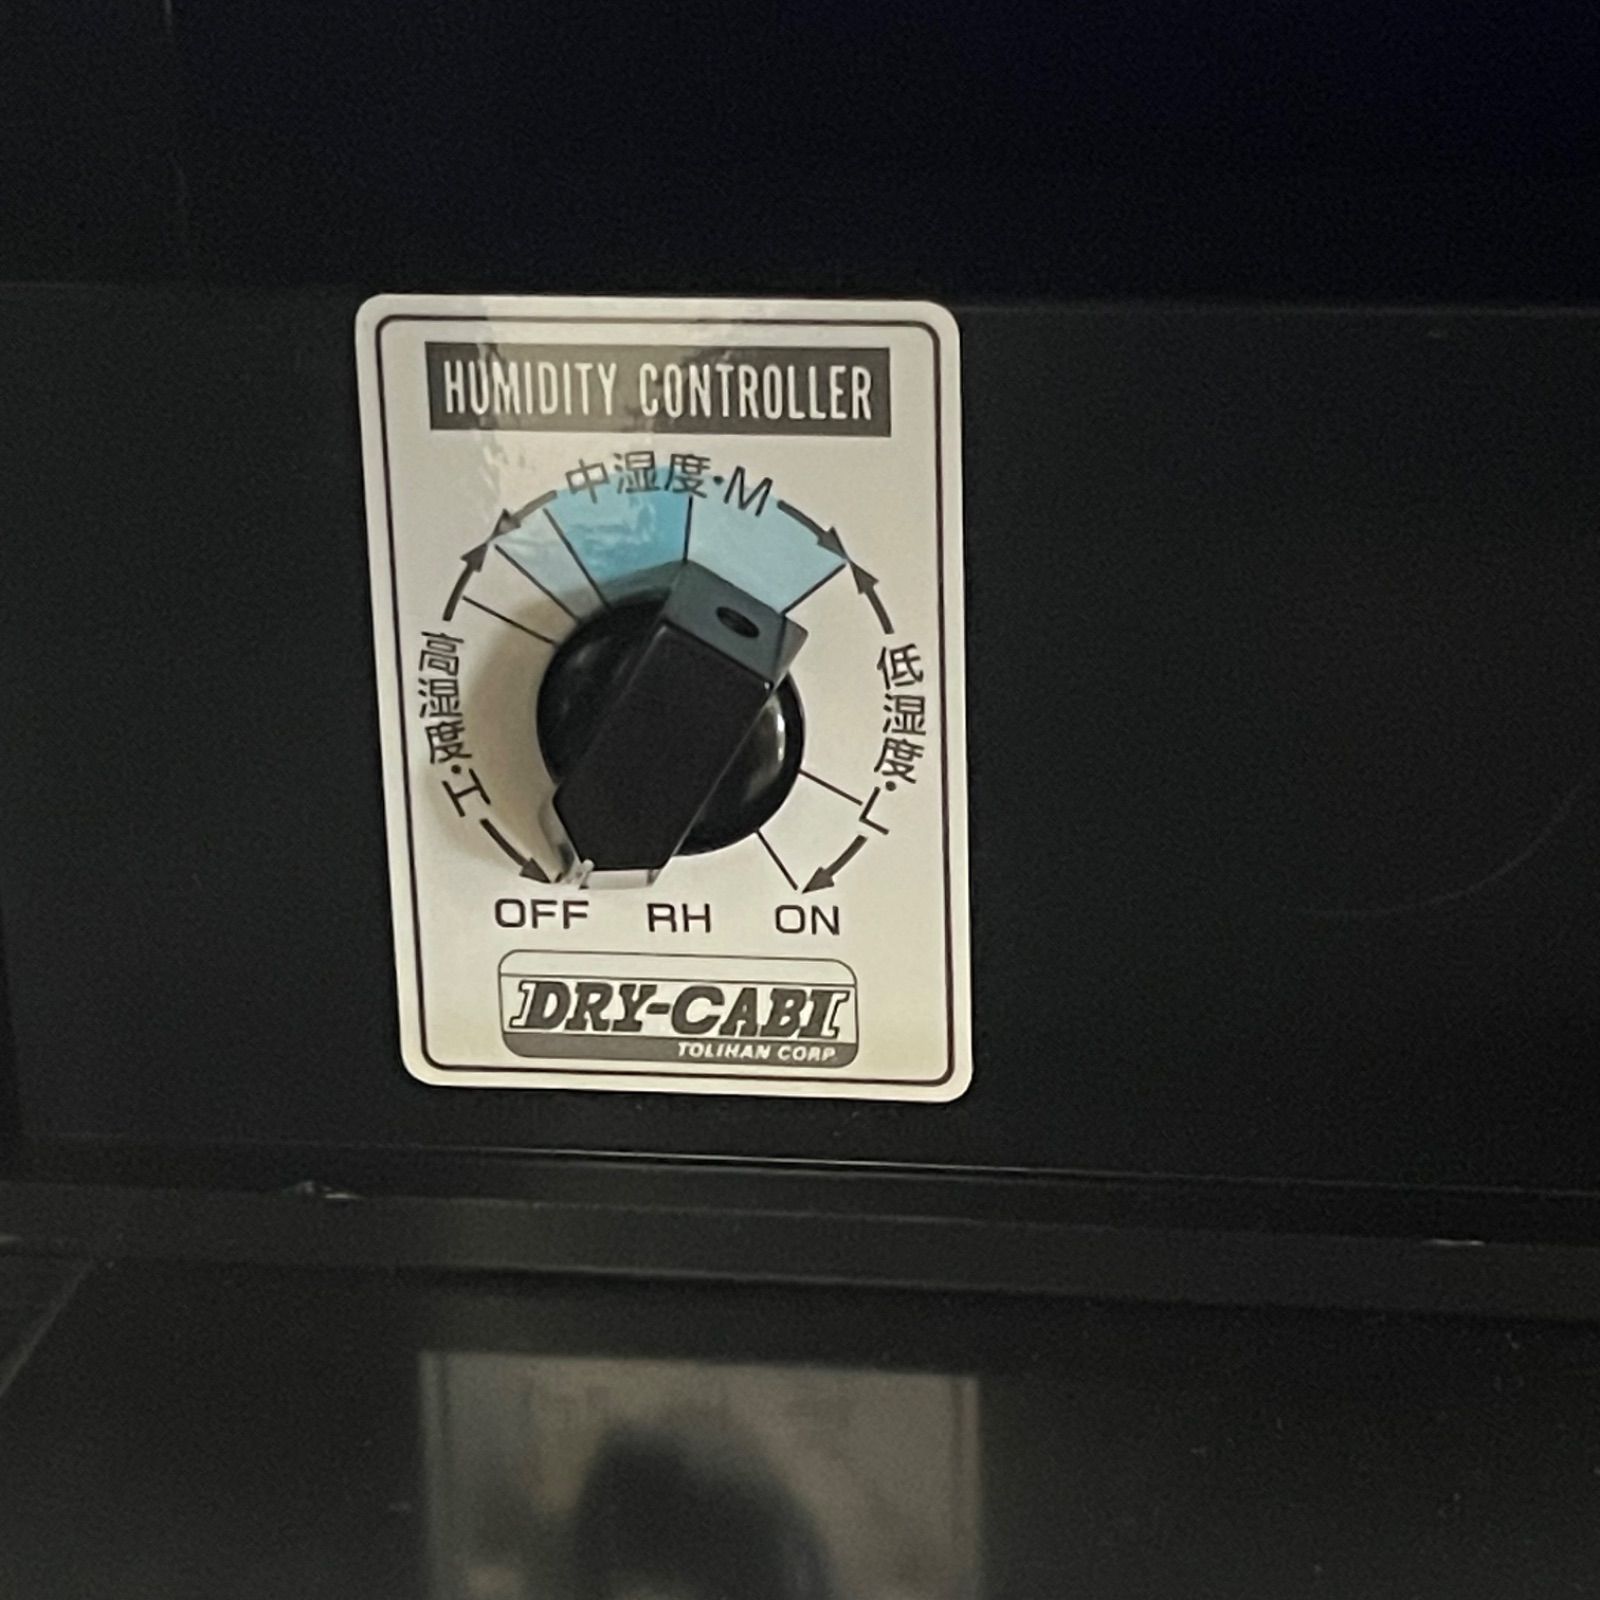 HUMIDITY CONTROLLER
中湿度・M
高湿度・H
低湿度・L
OFF RH ON
DRY-CABI
TOLIHAN CORP.